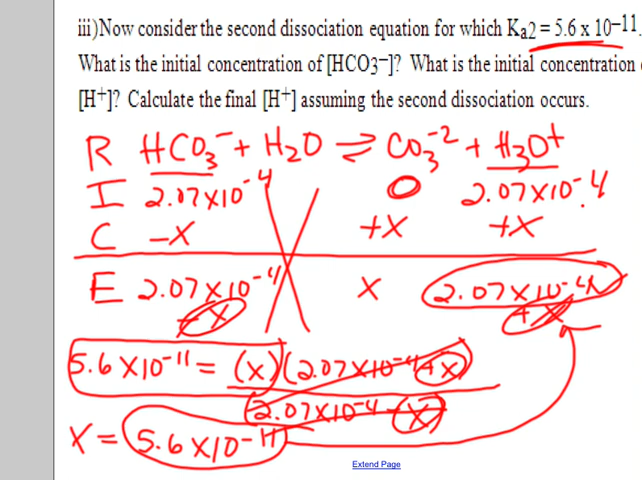 iii)Now consider the second dissociation equation for which Ka2 = 5.6 x 10–11.
What is the initial concentration of [HCO3–]? What is the initial concentration
[H+]? Calculate the final [H+] assuming the second dissociation occurs.
R HCO₃⁻ + H₂O ⇌ CO₃⁻² + H₃O⁺
I 2.07x10⁻⁴ 0 2.07x10⁻⁴
C -x +x +x
E 2.07x10⁻⁴ x 2.07x10⁻⁴
-x +x
5.6x10⁻¹¹ = (x)(2.07x10⁻⁴+x)
2.07x10⁻⁴-x
x = 5.6x10⁻¹¹
Extend Page